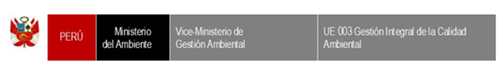 PERÚ
Ministerio
del Ambiente
Vice-Ministerio de
Gestión Ambiental
UE 003 Gestión Integral de la Calidad
Ambiental